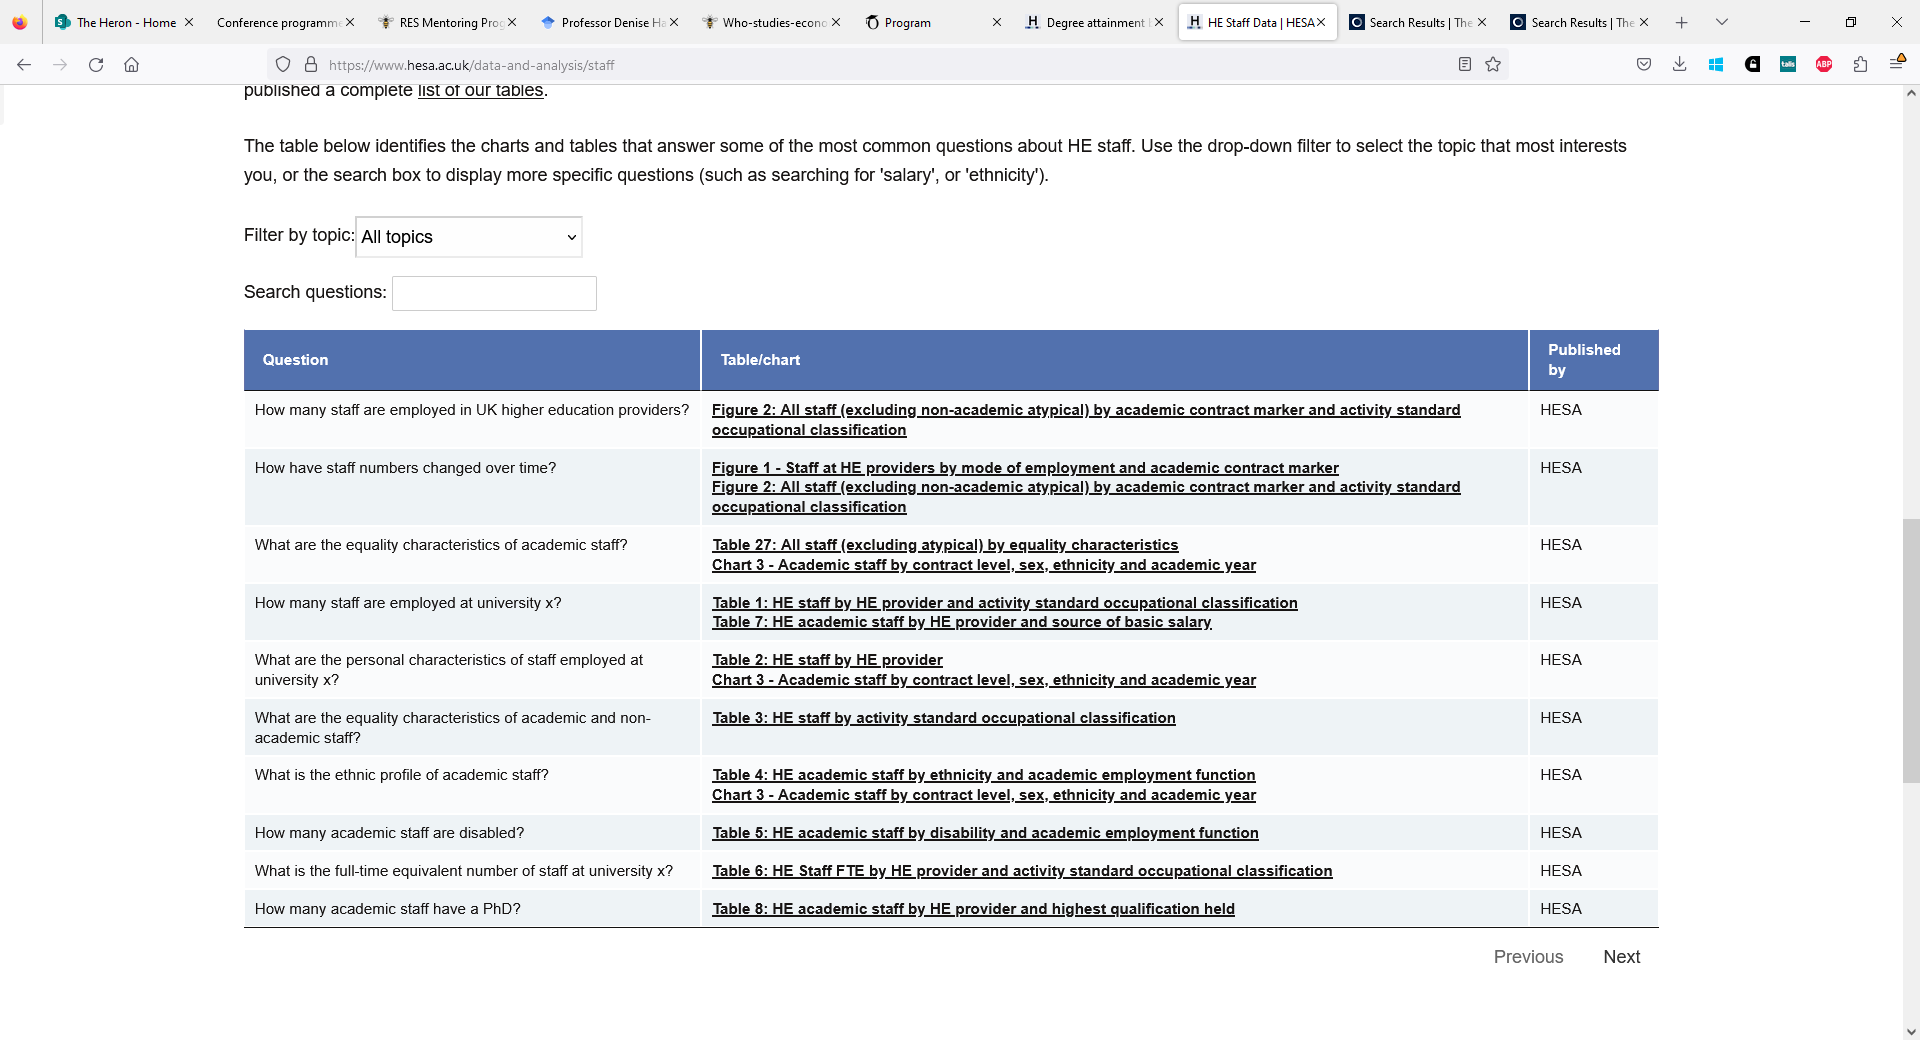 The Heron - Home
Conference programme
RES Mentoring Prog
Professor Denise Ha
Who-studies-econo
Program
Degree attainment
HE Staff Data | HESA
Search Results | The
Search Results | The
https://www.hesa.ac.uk/data-and-analysis/staff
talis
ABP
published a complete list of our tables.
The table below identifies the charts and tables that answer some of the most common questions about HE staff. Use the drop-down filter to select the topic that most interests
you, or the search box to display more specific questions (such as searching for 'salary', or 'ethnicity').
Filter by topic: All topics
Search questions:
Question
Table/chart
Published
by
How many staff are employed in UK higher education providers?
Figure 2: All staff (excluding non-academic atypical) by academic contract marker and activity standard
occupational classification
HESA
How have staff numbers changed over time?
Figure 1 - Staff at HE providers by mode of employment and academic contract marker
Figure 2: All staff (excluding non-academic atypical) by academic contract marker and activity standard
occupational classification
HESA
What are the equality characteristics of academic staff?
Table 27: All staff (excluding atypical) by equality characteristics
Chart 3 - Academic staff by contract level, sex, ethnicity and academic year
HESA
How many staff are employed at university x?
Table 1: HE staff by HE provider and activity standard occupational classification
Table 7: HE academic staff by HE provider and source of basic salary
HESA
What are the personal characteristics of staff employed at
university x?
Table 2: HE staff by HE provider
Chart 3 - Academic staff by contract level, sex, ethnicity and academic year
HESA
What are the equality characteristics of academic and non-
academic staff?
Table 3: HE staff by activity standard occupational classification
HESA
What is the ethnic profile of academic staff?
Table 4: HE academic staff by ethnicity and academic employment function
Chart 3 - Academic staff by contract level, sex, ethnicity and academic year
HESA
How many academic staff are disabled?
Table 5: HE academic staff by disability and academic employment function
HESA
What is the full-time equivalent number of staff at university x?
Table 6: HE Staff FTE by HE provider and activity standard occupational classification
HESA
How many academic staff have a PhD?
Table 8: HE academic staff by HE provider and highest qualification held
HESA
Previous
Next